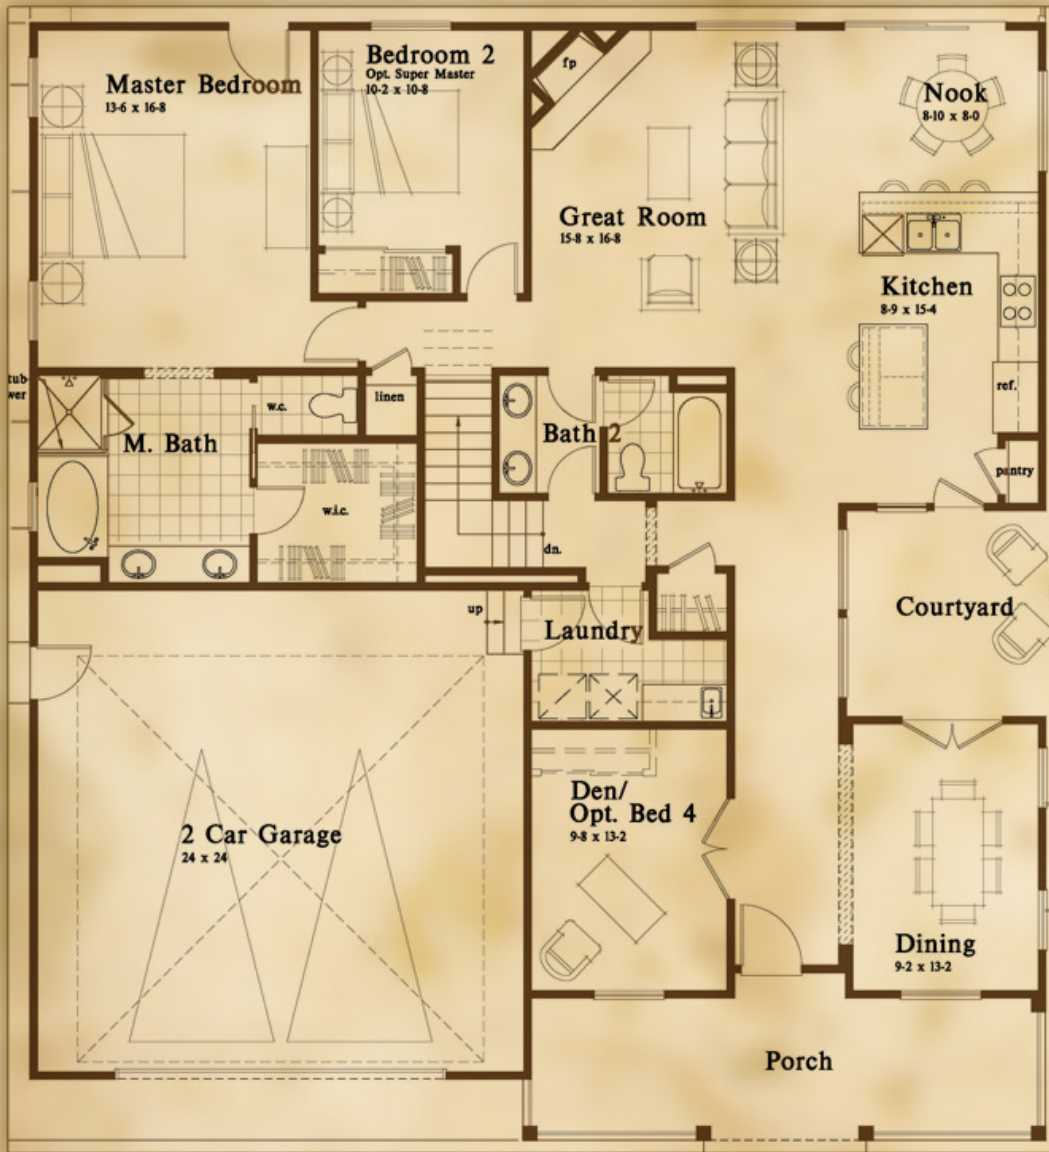 Master Bedroom
13-6 x 16-8
Bedroom 2
Opt. Super Master
10-2 x 10-8
fp
Nook
8-10 x 8-0
Great Room
15-8 x 16-8
Kitchen
8-9 x 15-4
tub
wer
w.c.
linen
ref.
M. Bath
Bath 2
pantry
w.i.c.
dn.
up
Laundry
Courtyard
Den/
Opt. Bed 4
9-8 x 13-2
2 Car Garage
24 x 24
Dining
9-2 x 13-2
Porch